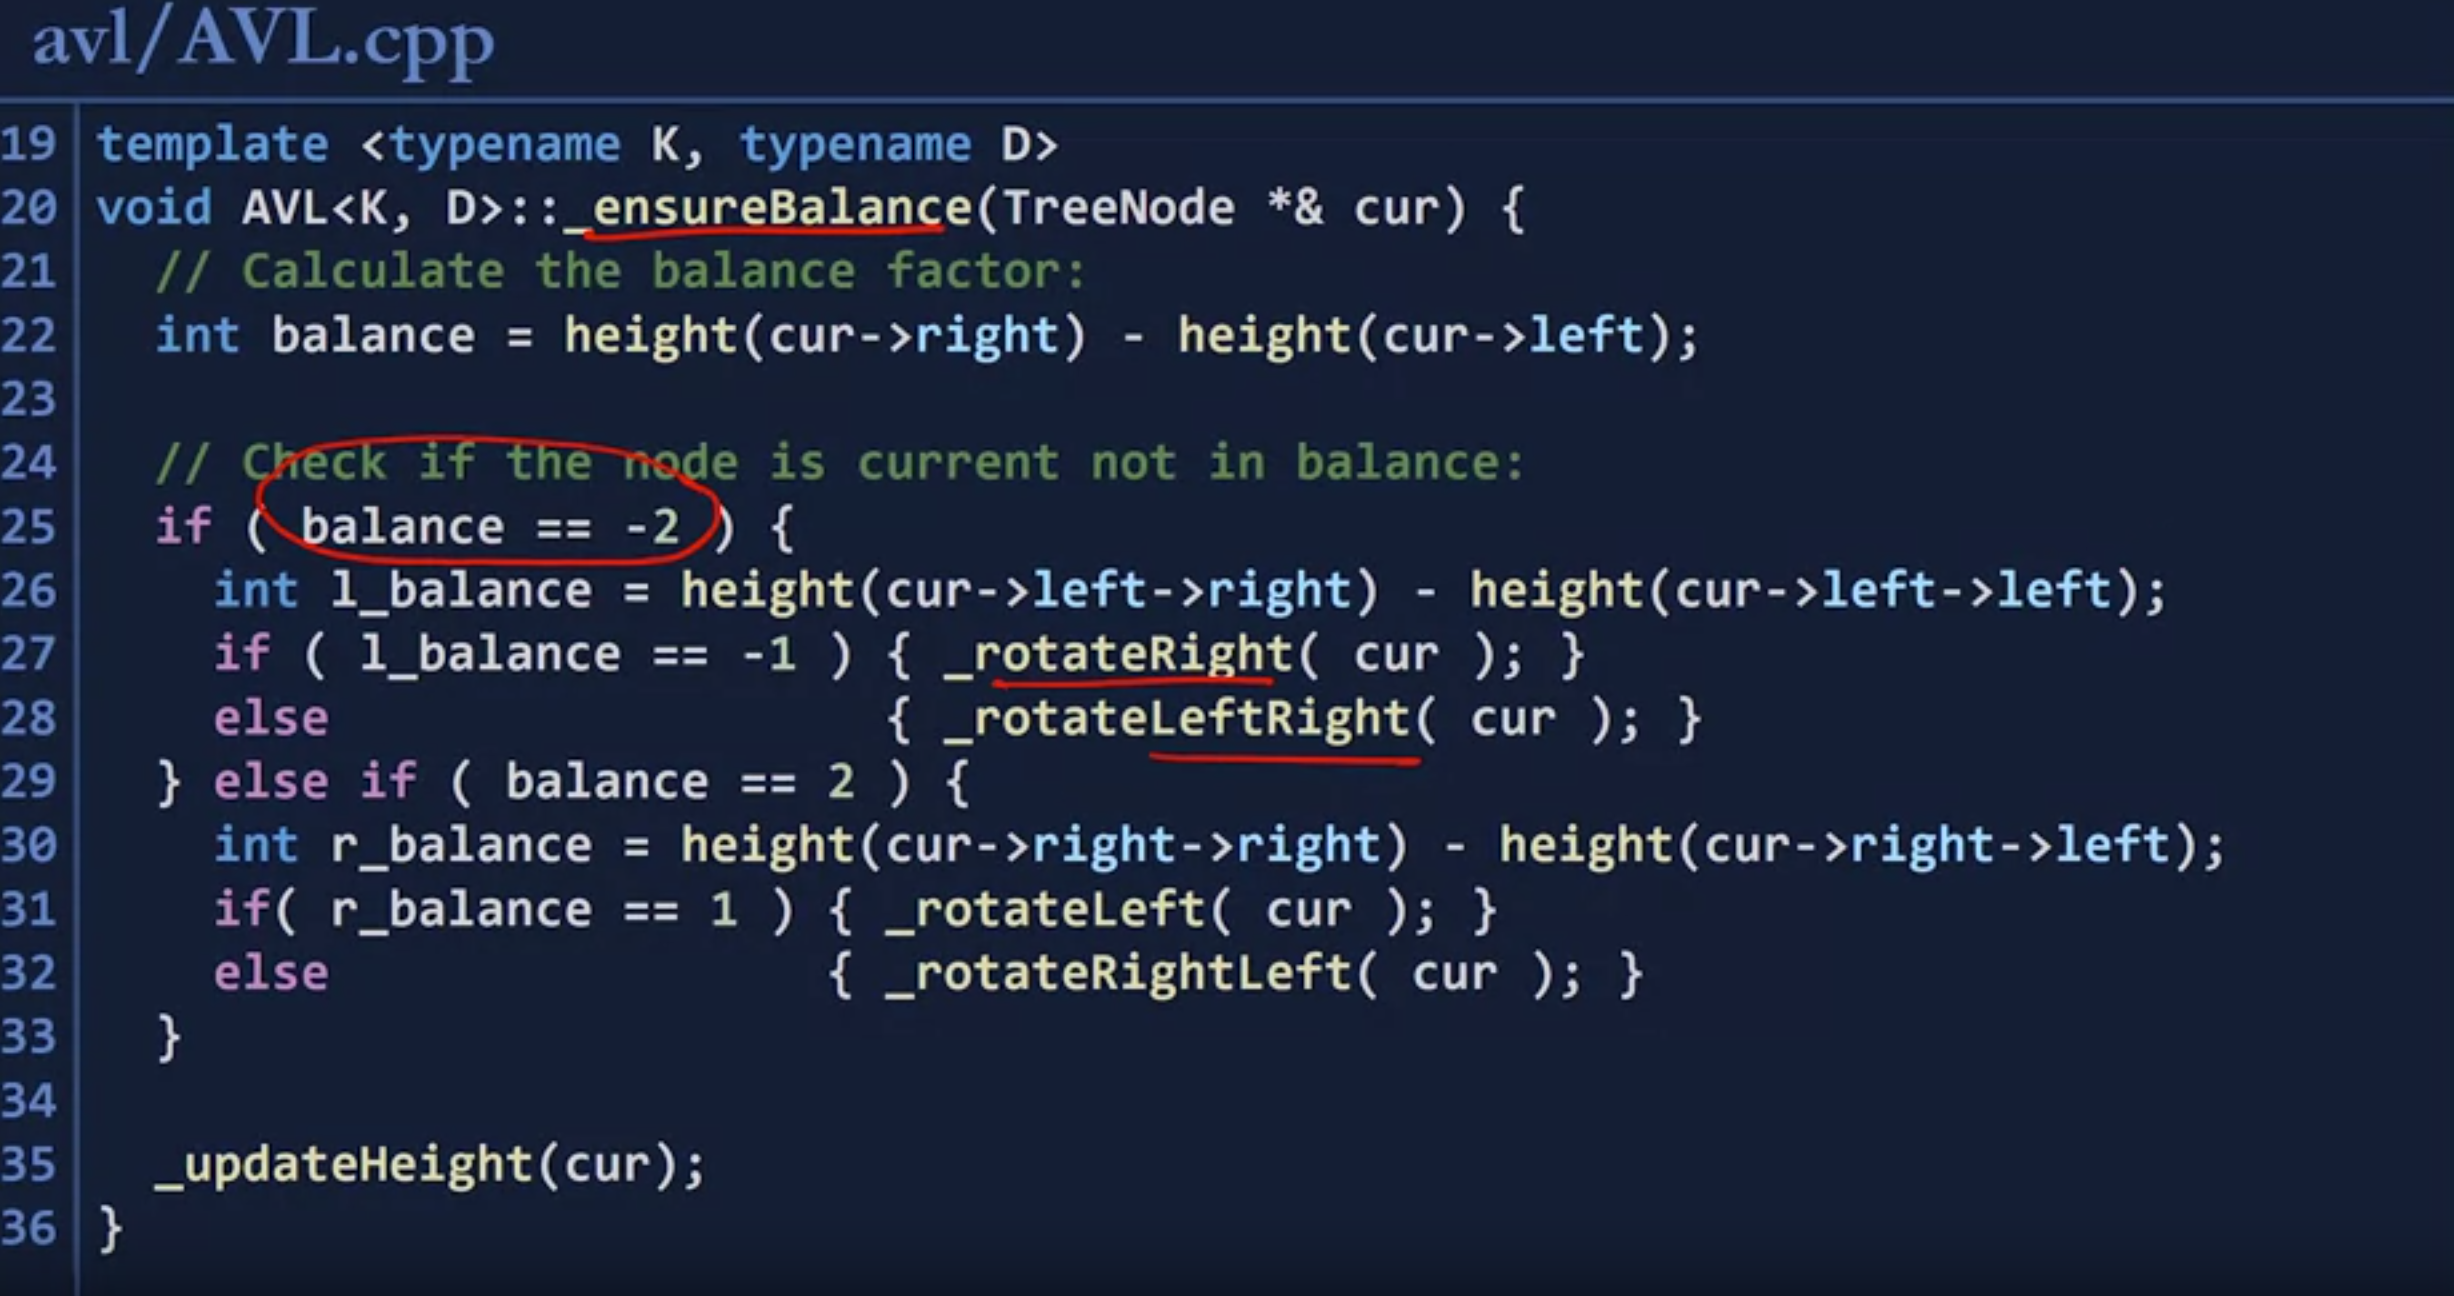 avl/AVL.cpp
19 template <typename K, typename D>
20 void AVL<K, D>::_ensureBalance(TreeNode *& cur) {
21   // Calculate the balance factor:
22   int balance = height(cur->right) - height(cur->left);
23
24   // Check if the node is current not in balance:
25   if ( balance == -2 ) {
26     int l_balance = height(cur->left->right) - height(cur->left->left);
27     if ( l_balance == -1 ) { _rotateRight( cur ); }
28     else                   { _rotateLeftRight( cur ); }
29   } else if ( balance == 2 ) {
30     int r_balance = height(cur->right->right) - height(cur->right->left);
31     if( r_balance == 1 ) { _rotateLeft( cur ); }
32     else                 { _rotateRightLeft( cur ); }
33   }
34
35   _updateHeight(cur);
36 }